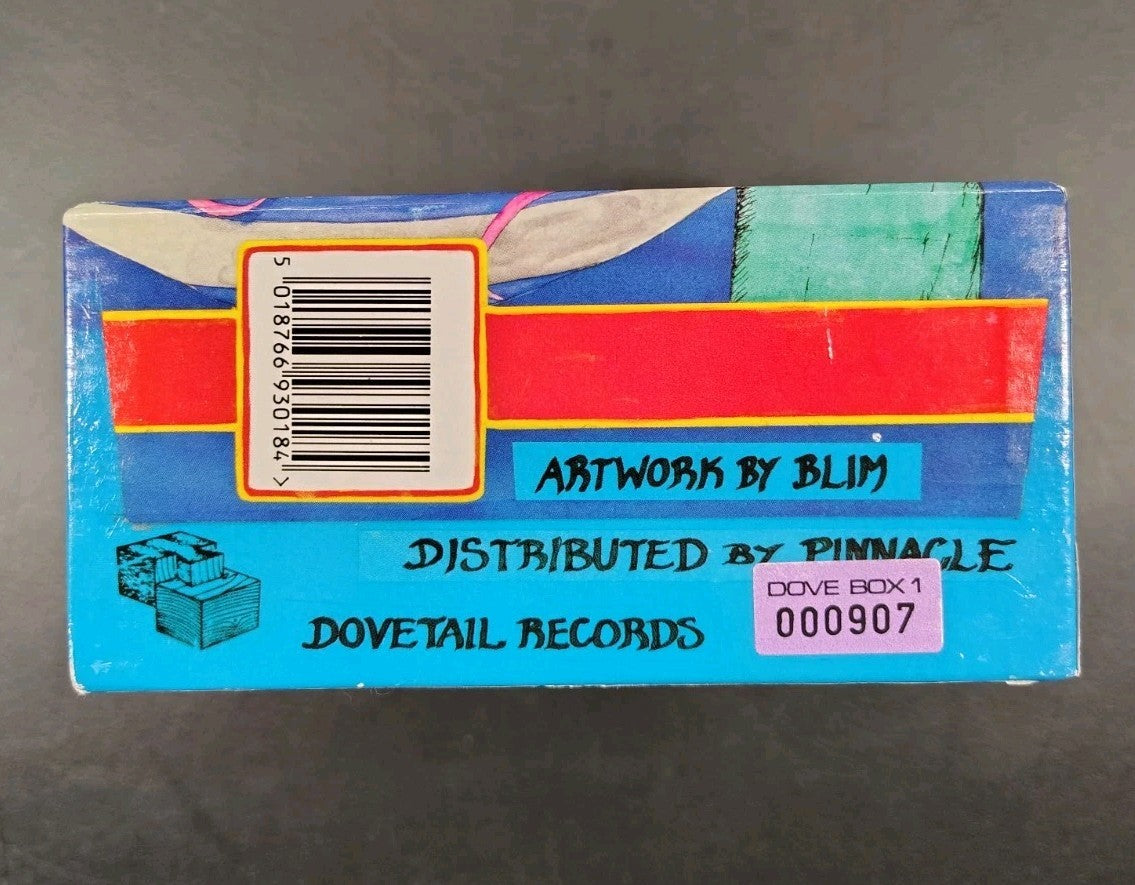 5 018766 930184 >
ARTWORK BY BLIM
DISTRIBUTED BY PINNACLE
DOVE BOX 1
000907
DOVETAIL RECORDS